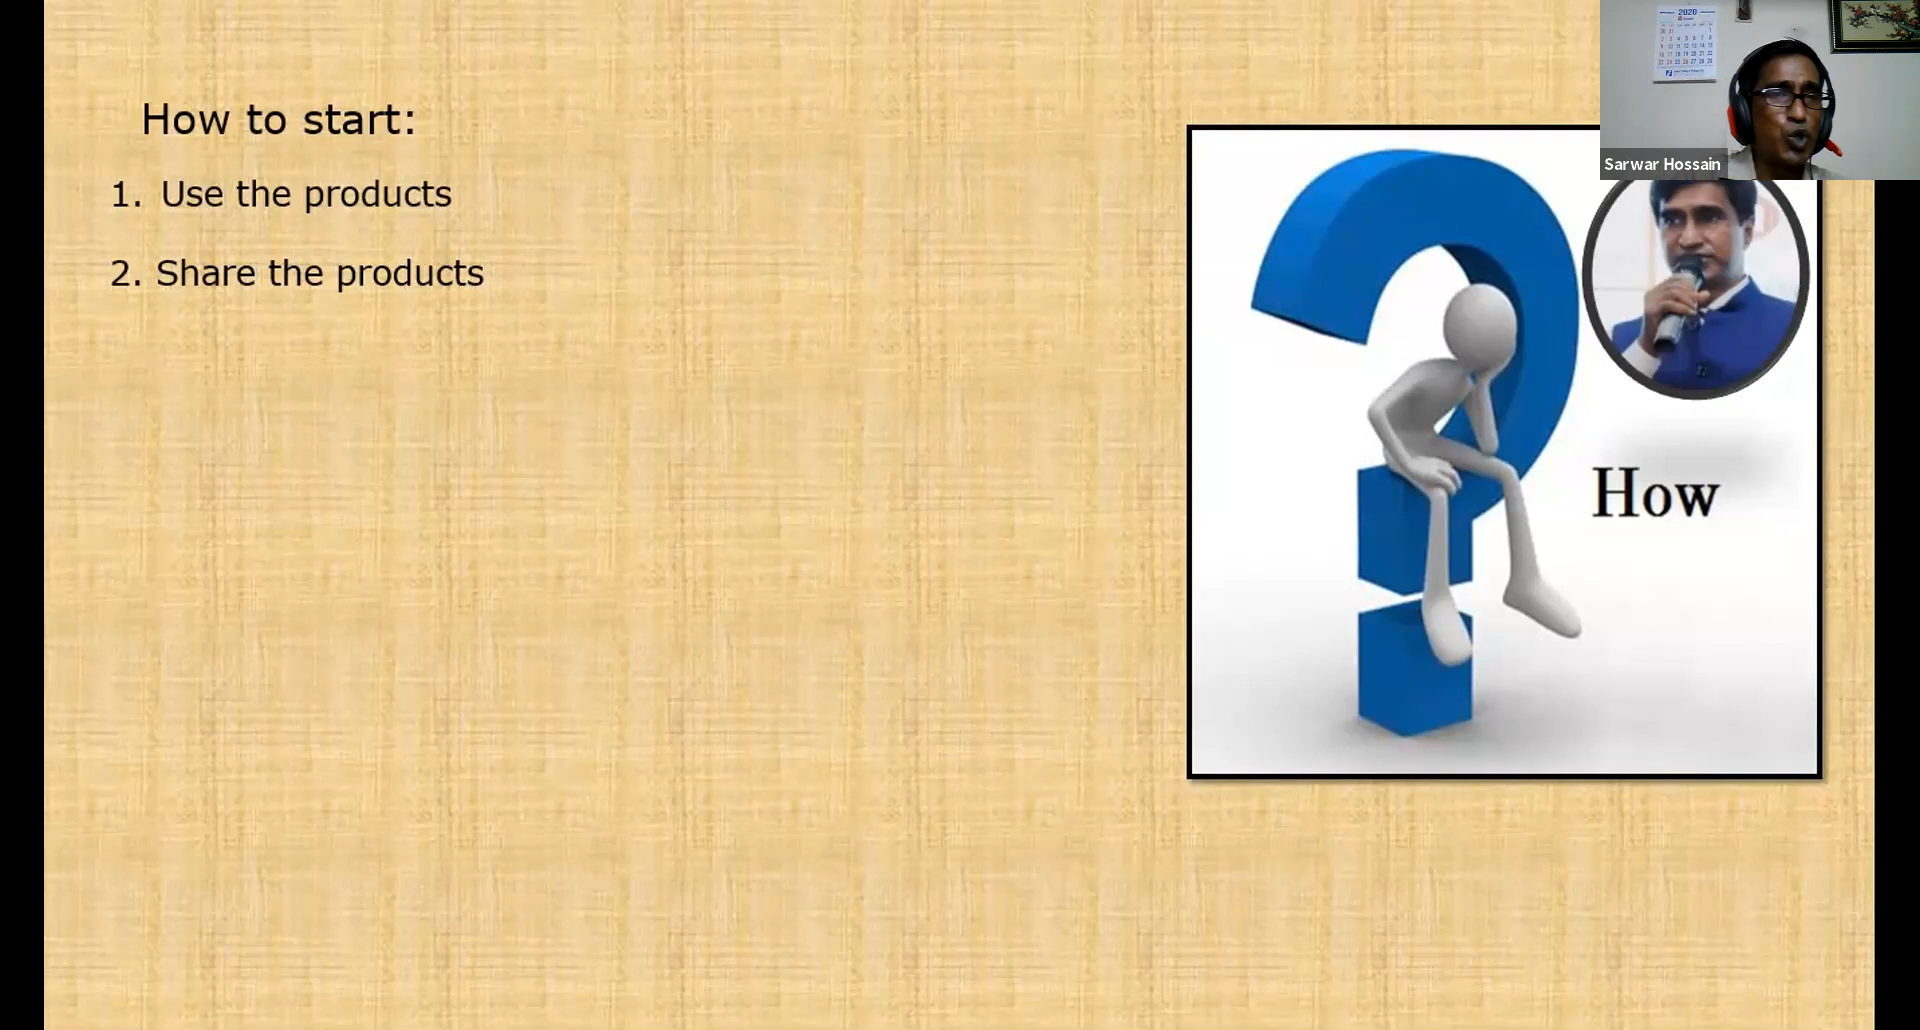 How to start:
1. Use the products
2. Share the products
How
2020
Sarwar Hossain